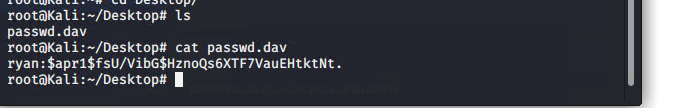 root@Kali:~# cd Desktop/
root@Kali:~/Desktop# ls
passwd.dav
root@Kali:~/Desktop# cat passwd.dav
ryan:$apr1$fsU/VibG$HznoQs6XTF7VauEHtktNt.
root@Kali:~/Desktop#